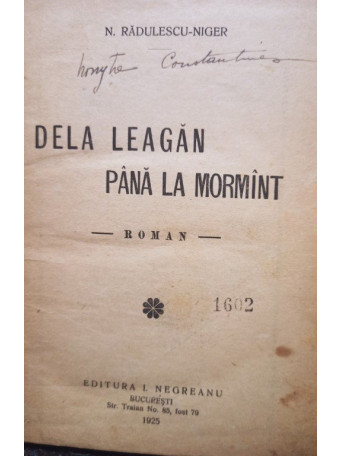 N. RĂDULESCU-NIGER
Constantinescu
DELA LEAGĂN
PÂNĂ LA MORMÎNT
— ROMAN —
1602
EDITURA I. NEGREANU
BUCUREȘTI
Str. Traian No. 85, fost 79
1925